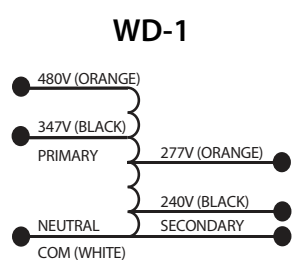 WD-1
480V (ORANGE)
347V (BLACK)
PRIMARY
277V (ORANGE)
240V (BLACK)
NEUTRAL
SECONDARY
COM (WHITE)